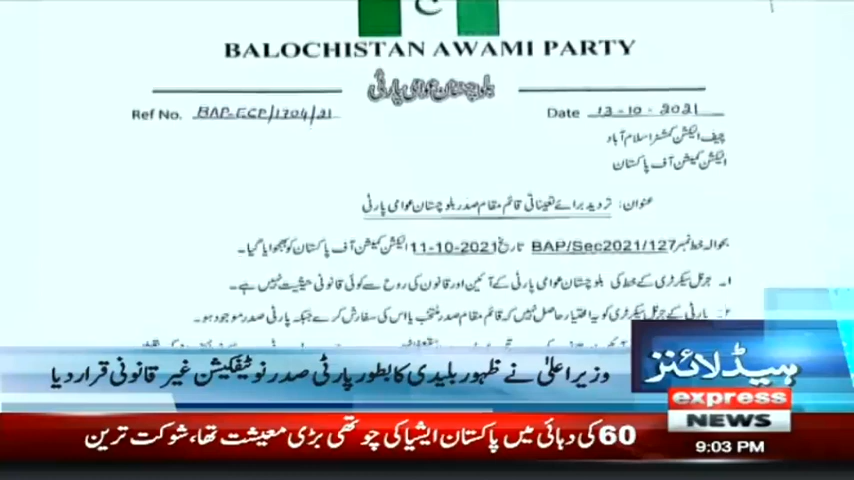 BALOCHISTAN AWAMI PARTY
بلوچستان عوامی پارٹی
Ref No. BAP-ECP/1704/21
Date 13-10-2021
چیف الیکشن کمشنر اسلام آباد
الیکشن کمیشن آف پاکستان
عنوان: تردید برائے تعیناتی قائم مقام صدر بلوچستان عوامی پارٹی
بحوالہ خط نمبر BAP/Sec2021/127 تاریخ 11-10-2021 الیکشن کمیشن آف پاکستان کو بھجوایا گیا۔
۱۔ جنرل سیکرٹری کے خط کی بلوچستان عوامی پارٹی کے آئین اور قانون کی روح سے کوئی قانونی حیثیت نہیں ہے۔
۲۔ پارٹی کے جنرل سیکرٹری کو یہ اختیار حاصل نہیں کہ قائم مقام صدر منتخب یا اس کی سفارش کرے جبکہ پارٹی صدر موجود ہو۔
وزیراعلیٰ نے ظہور بلیدی کا بطور پارٹی صدر نوٹیفکیشن غیر قانونی قرار دیا
ہیڈلائنز
express
NEWS
9:03 PM
60 کی دہائی میں پاکستان ایشیا کی چوتھی بڑی معیشت تھا، شوکت ترین